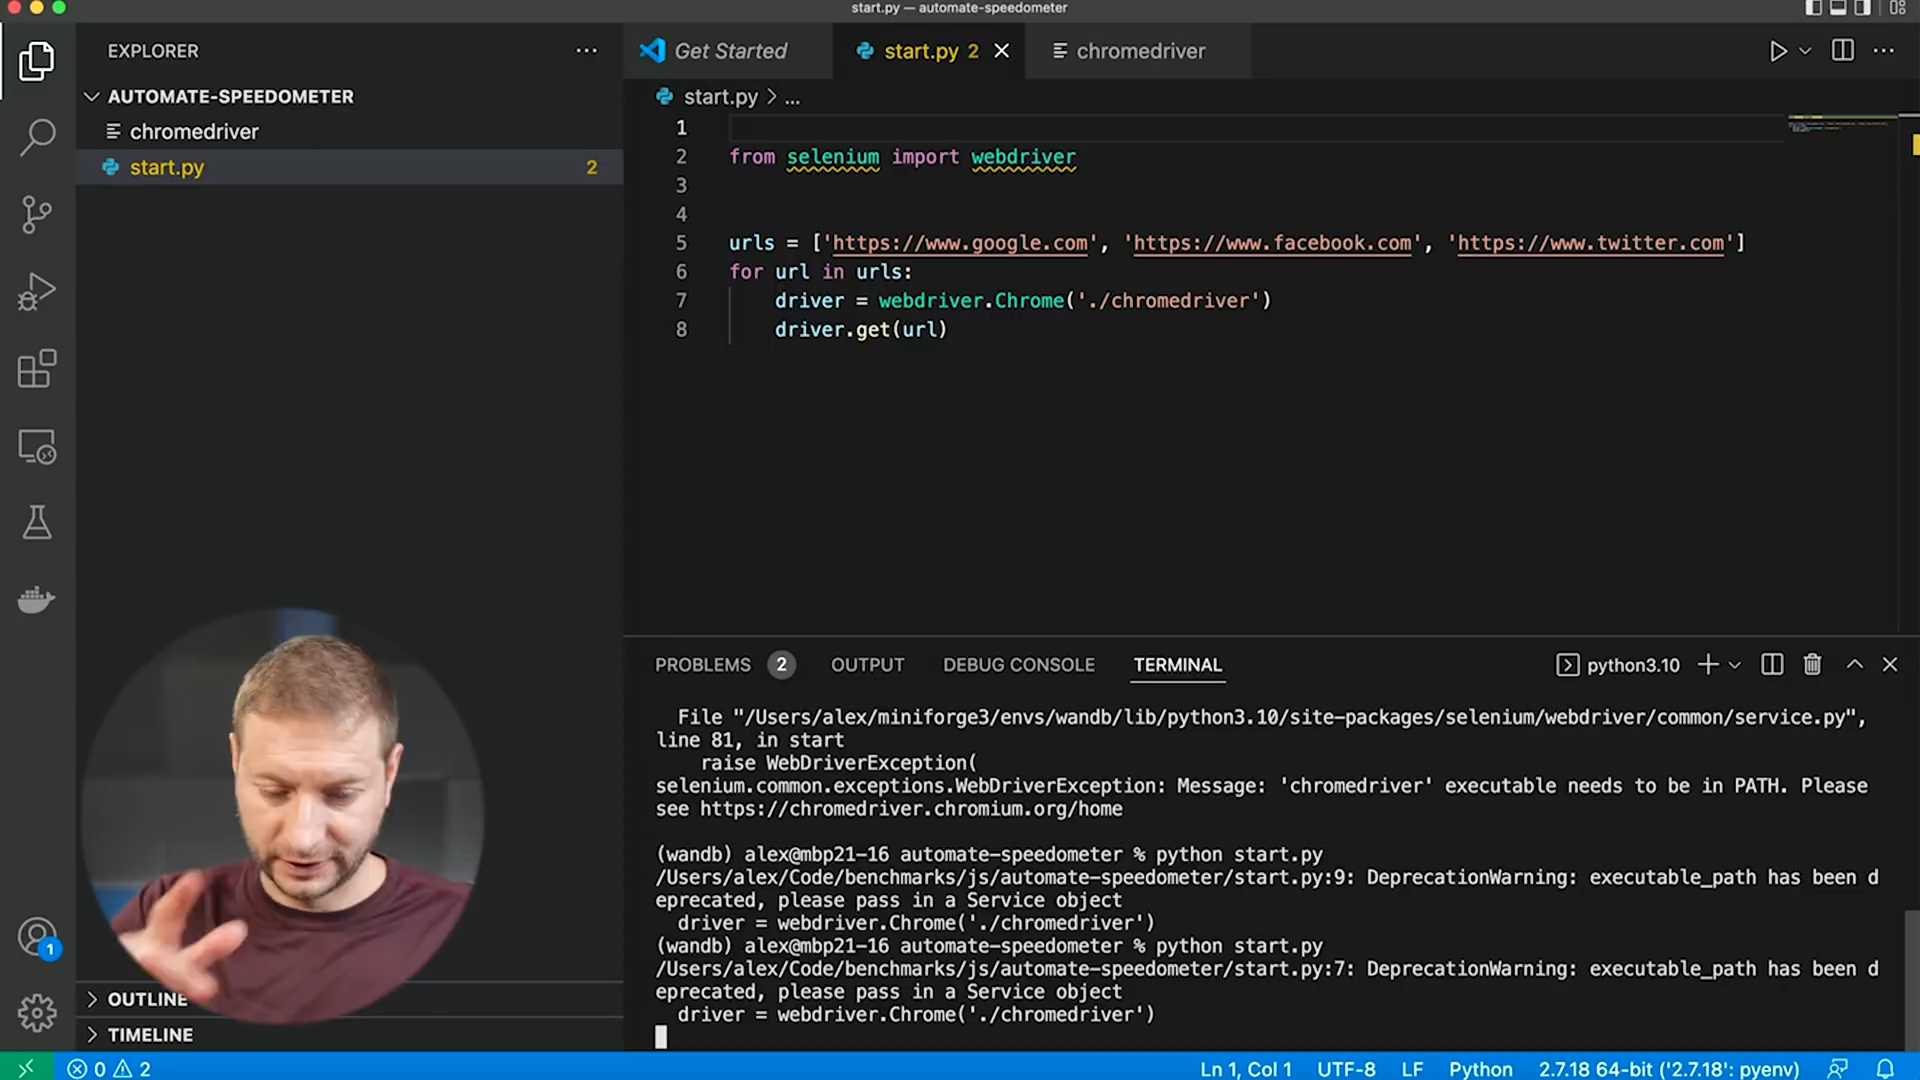 start.py — automate-speedometer
EXPLORER
Get Started
start.py 2
chromedriver
AUTOMATE-SPEEDOMETER
chromedriver
start.py 2
start.py > ...
1
2 from selenium import webdriver
3
4
5 urls = ['https://www.google.com', 'https://www.facebook.com', 'https://www.twitter.com']
6 for url in urls:
7 driver = webdriver.Chrome('./chromedriver')
8 driver.get(url)
PROBLEMS 2 OUTPUT DEBUG CONSOLE TERMINAL python3.10
File "/Users/alex/miniforge3/envs/wandb/lib/python3.10/site-packages/selenium/webdriver/common/service.py",
line 81, in start
raise WebDriverException(
selenium.common.exceptions.WebDriverException: Message: 'chromedriver' executable needs to be in PATH. Please
see https://chromedriver.chromium.org/home
(wandb) alex@mbp21-16 automate-speedometer % python start.py
/Users/alex/Code/benchmarks/js/automate-speedometer/start.py:9: DeprecationWarning: executable_path has been d
eprecated, please pass in a Service object
driver = webdriver.Chrome('./chromedriver')
(wandb) alex@mbp21-16 automate-speedometer % python start.py
/Users/alex/Code/benchmarks/js/automate-speedometer/start.py:7: DeprecationWarning: executable_path has been d
eprecated, please pass in a Service object
driver = webdriver.Chrome('./chromedriver')
1
OUTLINE
TIMELINE
0 2
Ln 1, Col 1 UTF-8 LF Python 2.7.18 64-bit ('2.7.18': pyenv)